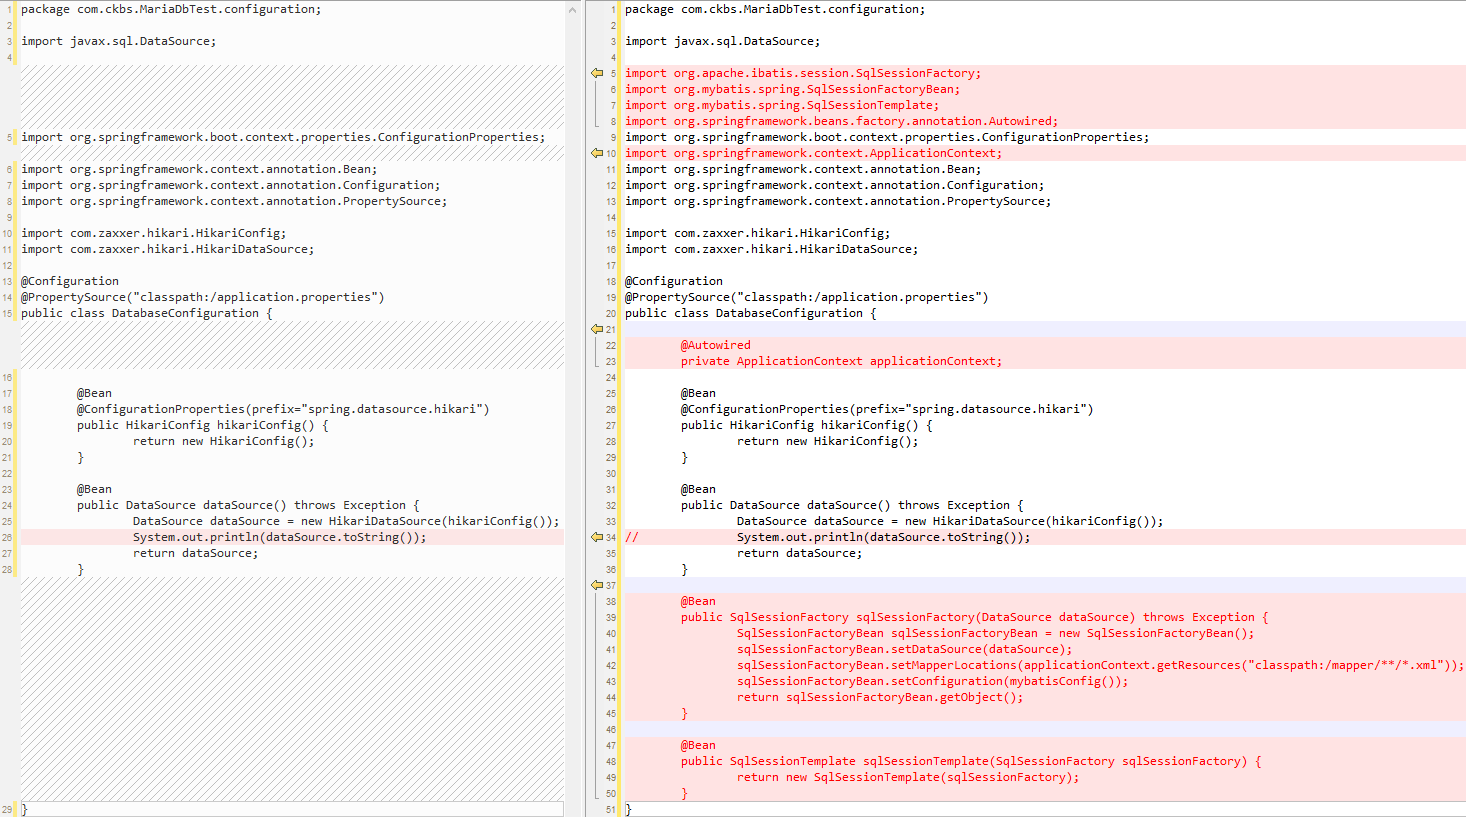 1 package com.ckbs.MariaDbTest.configuration;
2
3 import javax.sql.DataSource;
4
5 import org.springframework.boot.context.properties.ConfigurationProperties;
6 import org.springframework.context.annotation.Bean;
7 import org.springframework.context.annotation.Configuration;
8 import org.springframework.context.annotation.PropertySource;
9
10 import com.zaxxer.hikari.HikariConfig;
11 import com.zaxxer.hikari.HikariDataSource;
12
13 @Configuration
14 @PropertySource("classpath:/application.properties")
15 public class DatabaseConfiguration {
16
17 @Bean
18 @ConfigurationProperties(prefix="spring.datasource.hikari")
19 public HikariConfig hikariConfig() {
20 return new HikariConfig();
21 }
22
23 @Bean
24 public DataSource dataSource() throws Exception {
25 DataSource dataSource = new HikariDataSource(hikariConfig());
26 System.out.println(dataSource.toString());
27 return dataSource;
28 }
29 }
1 package com.ckbs.MariaDbTest.configuration;
2
3 import javax.sql.DataSource;
4
5 import org.apache.ibatis.session.SqlSessionFactory;
6 import org.mybatis.spring.SqlSessionFactoryBean;
7 import org.mybatis.spring.SqlSessionTemplate;
8 import org.springframework.beans.factory.annotation.Autowired;
9 import org.springframework.boot.context.properties.ConfigurationProperties;
10 import org.springframework.context.ApplicationContext;
11 import org.springframework.context.annotation.Bean;
12 import org.springframework.context.annotation.Configuration;
13 import org.springframework.context.annotation.PropertySource;
14
15 import com.zaxxer.hikari.HikariConfig;
16 import com.zaxxer.hikari.HikariDataSource;
17
18 @Configuration
19 @PropertySource("classpath:/application.properties")
20 public class DatabaseConfiguration {
21
22 @Autowired
23 private ApplicationContext applicationContext;
24
25 @Bean
26 @ConfigurationProperties(prefix="spring.datasource.hikari")
27 public HikariConfig hikariConfig() {
28 return new HikariConfig();
29 }
30
31 @Bean
32 public DataSource dataSource() throws Exception {
33 DataSource dataSource = new HikariDataSource(hikariConfig());
34 // System.out.println(dataSource.toString());
35 return dataSource;
36 }
37
38 @Bean
39 public SqlSessionFactory sqlSessionFactory(DataSource dataSource) throws Exception {
40 SqlSessionFactoryBean sqlSessionFactoryBean = new SqlSessionFactoryBean();
41 sqlSessionFactoryBean.setDataSource(dataSource);
42 sqlSessionFactoryBean.setMapperLocations(applicationContext.getResources("classpath:/mapper/**/*.xml"));
43 sqlSessionFactoryBean.setConfiguration(mybatisConfig());
44 return sqlSessionFactoryBean.getObject();
45 }
46
47 @Bean
48 public SqlSessionTemplate sqlSessionTemplate(SqlSessionFactory sqlSessionFactory) {
49 return new SqlSessionTemplate(sqlSessionFactory);
50 }
51 }